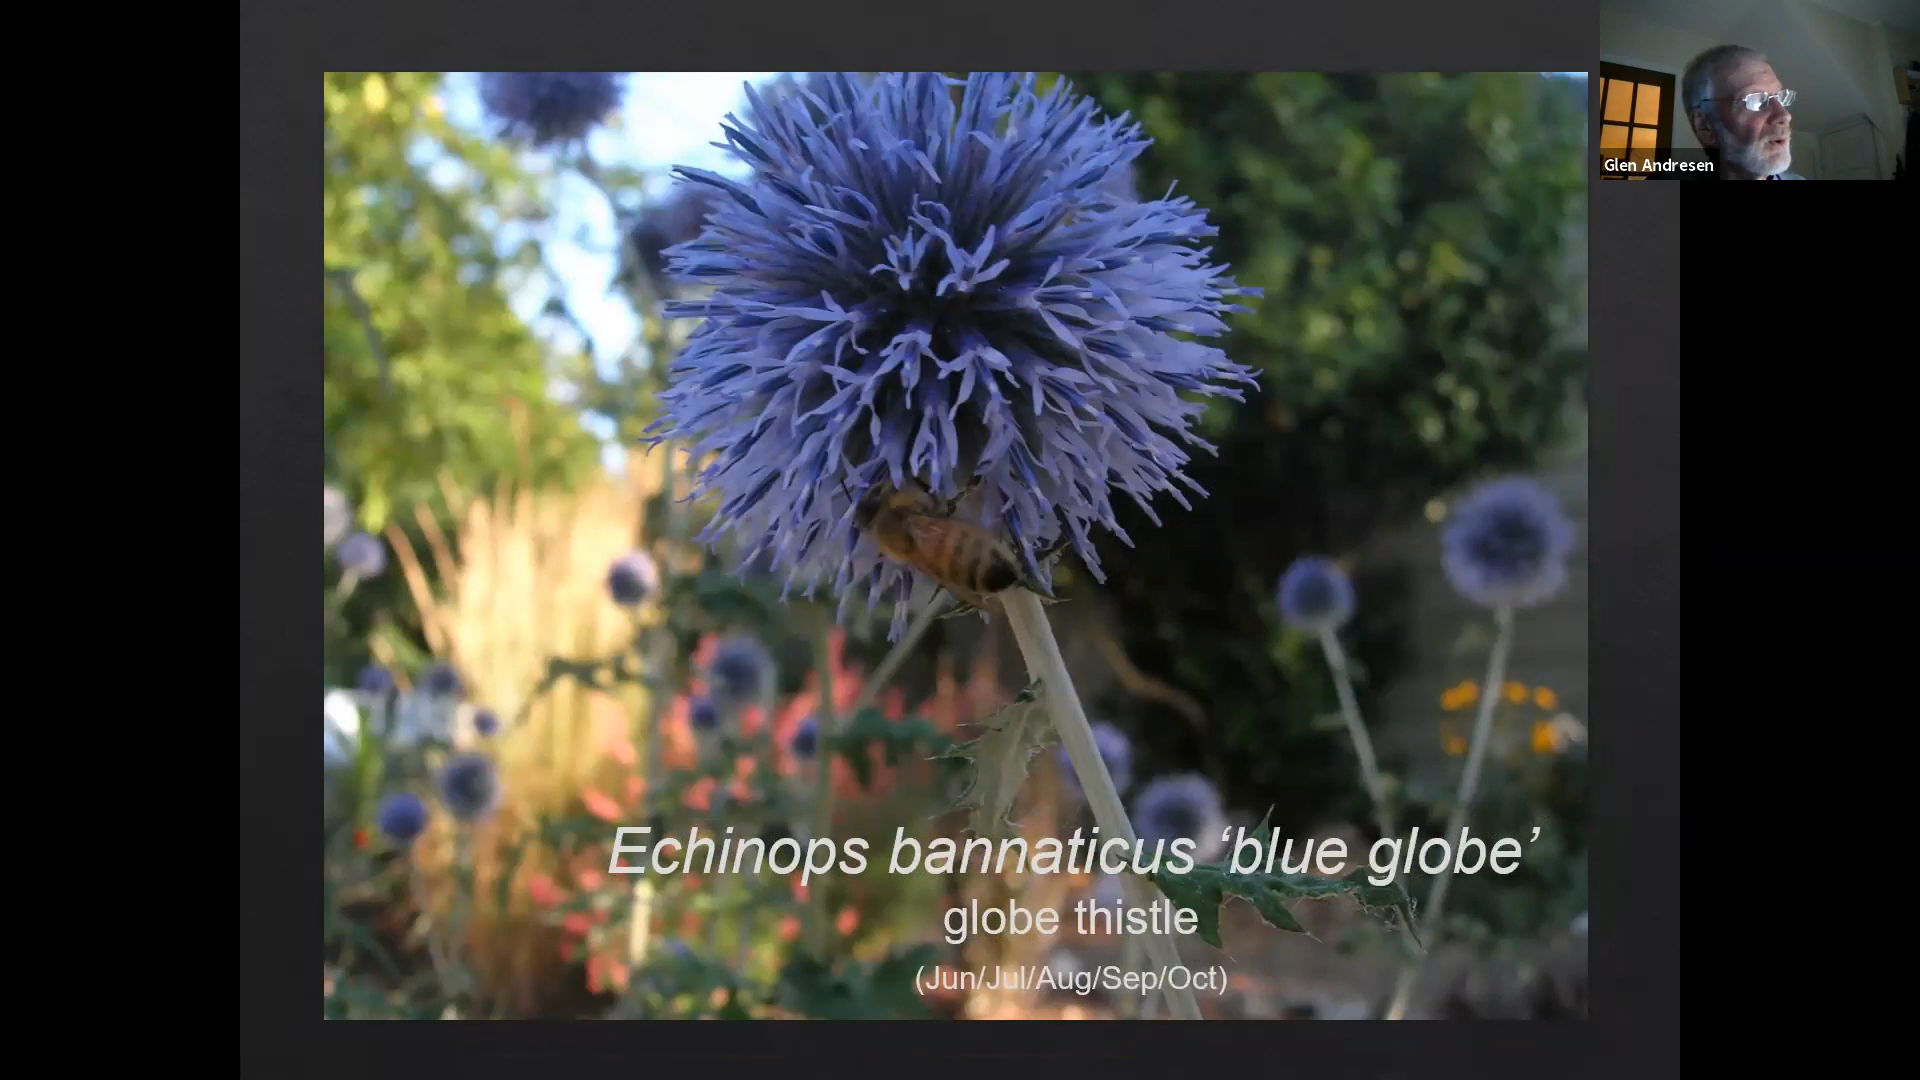 Glen Andresen
Echinops bannaticus ‘blue globe’
globe thistle
(Jun/Jul/Aug/Sep/Oct)